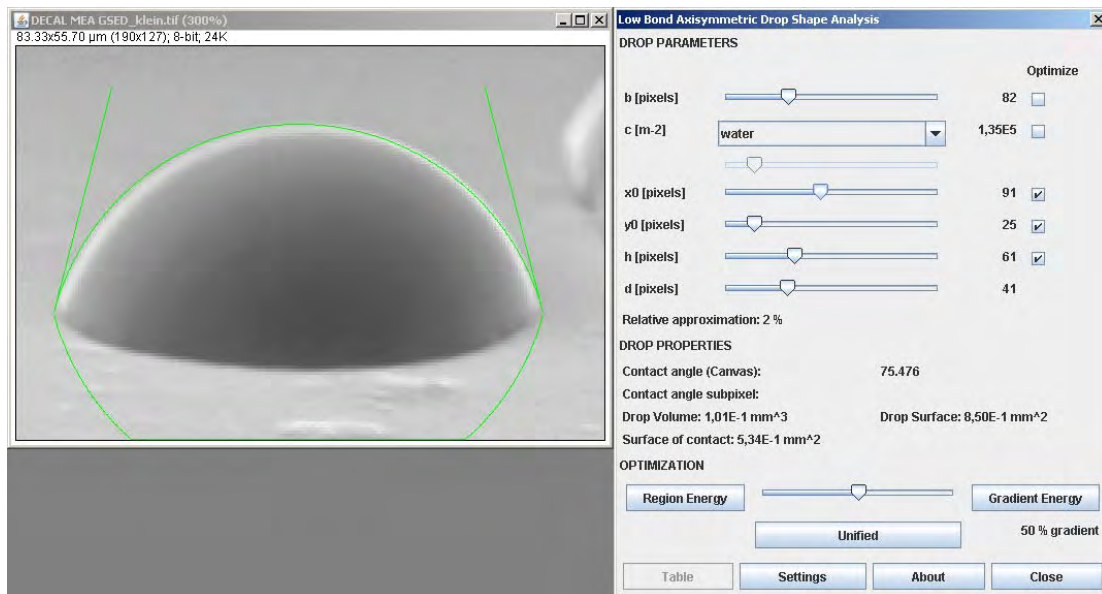 DECAL MEA GSED_klein.tif (300%)
83.33x55.70 µm (190x127); 8-bit; 24K
Low Bond Axisymmetric Drop Shape Analysis
DROP PARAMETERS
Optimize
b [pixels] 82
c [m-2] water 1,35E5
x0 [pixels] 91
y0 [pixels] 25
h [pixels] 61
d [pixels] 41
Relative approximation: 2 %
DROP PROPERTIES
Contact angle (Canvas): 75.476
Contact angle subpixel:
Drop Volume: 1,01E-1 mm^3 Drop Surface: 8,50E-1 mm^2
Surface of contact: 5,34E-1 mm^2
OPTIMIZATION
Region Energy Gradient Energy
Unified 50 % gradient
Table Settings About Close